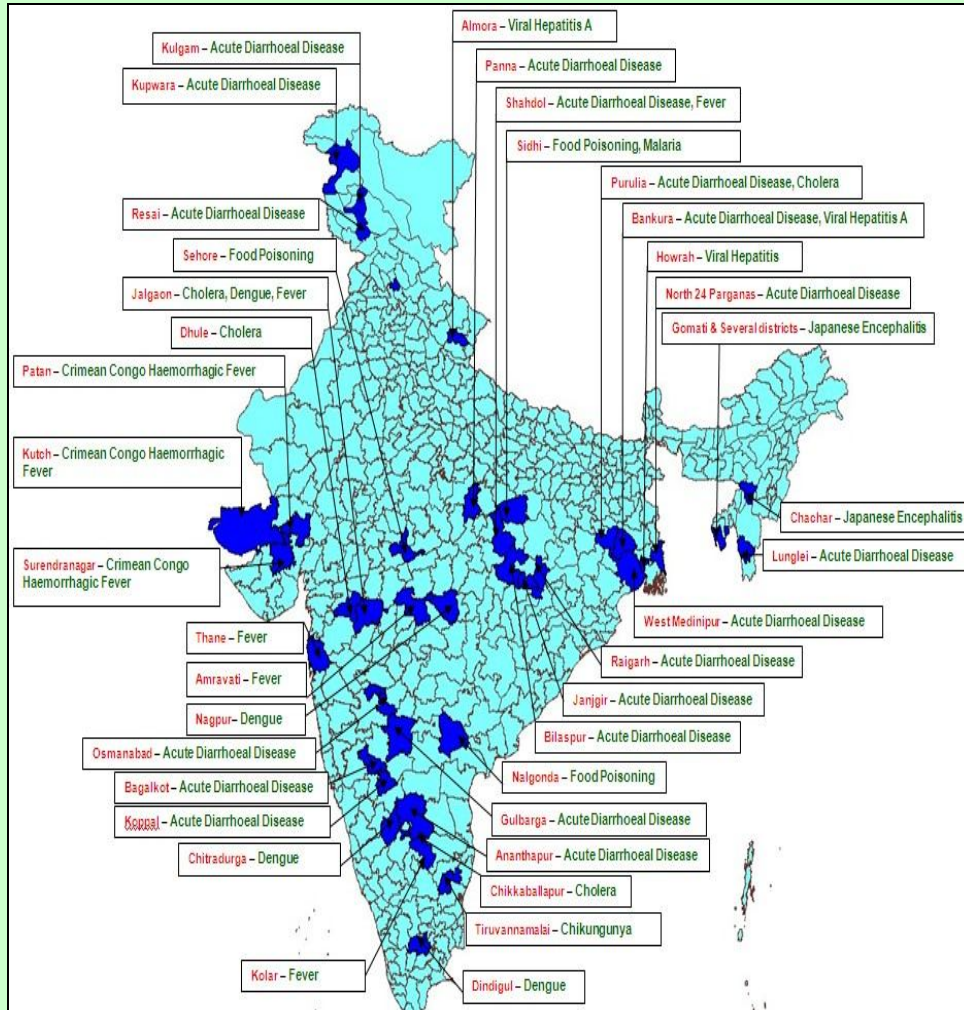 Almora – Viral Hepatitis A
Kulgam – Acute Diarrhoeal Disease
Panna – Acute Diarrhoeal Disease
Kupwara – Acute Diarrhoeal Disease
Shahdol – Acute Diarrhoeal Disease, Fever
Sidhi – Food Poisoning, Malaria
Purulia – Acute Diarrhoeal Disease, Cholera
Resai – Acute Diarrhoeal Disease
Bankura – Acute Diarrhoeal Disease, Viral Hepatitis A
Sehore – Food Poisoning
Howrah – Viral Hepatitis
Jalgaon – Cholera, Dengue, Fever
North 24 Parganas – Acute Diarrhoeal Disease
Dhule – Cholera
Gomati & Several districts – Japanese Encephalitis
Patan – Crimean Congo Haemorrhagic Fever
Kutch – Crimean Congo Haemorrhagic
Fever
Chachar – Japanese Encephalitis
Surendranagar – Crimean Congo
Haemorrhagic Fever
Lunglei – Acute Diarrhoeal Disease
West Medinipur – Acute Diarrhoeal Disease
Thane – Fever
Raigarh – Acute Diarrhoeal Disease
Amravati – Fever
Janjgir – Acute Diarrhoeal Disease
Nagpur – Dengue
Bilaspur – Acute Diarrhoeal Disease
Osmanabad – Acute Diarrhoeal Disease
Nalgonda – Food Poisoning
Bagalkot – Acute Diarrhoeal Disease
Koppal – Acute Diarrhoeal Disease
Gulbarga – Acute Diarrhoeal Disease
Chitradurga – Dengue
Ananthapur – Acute Diarrhoeal Disease
Chikkaballapur – Cholera
Tiruvannamalai – Chikungunya
Kolar – Fever
Dindigul – Dengue